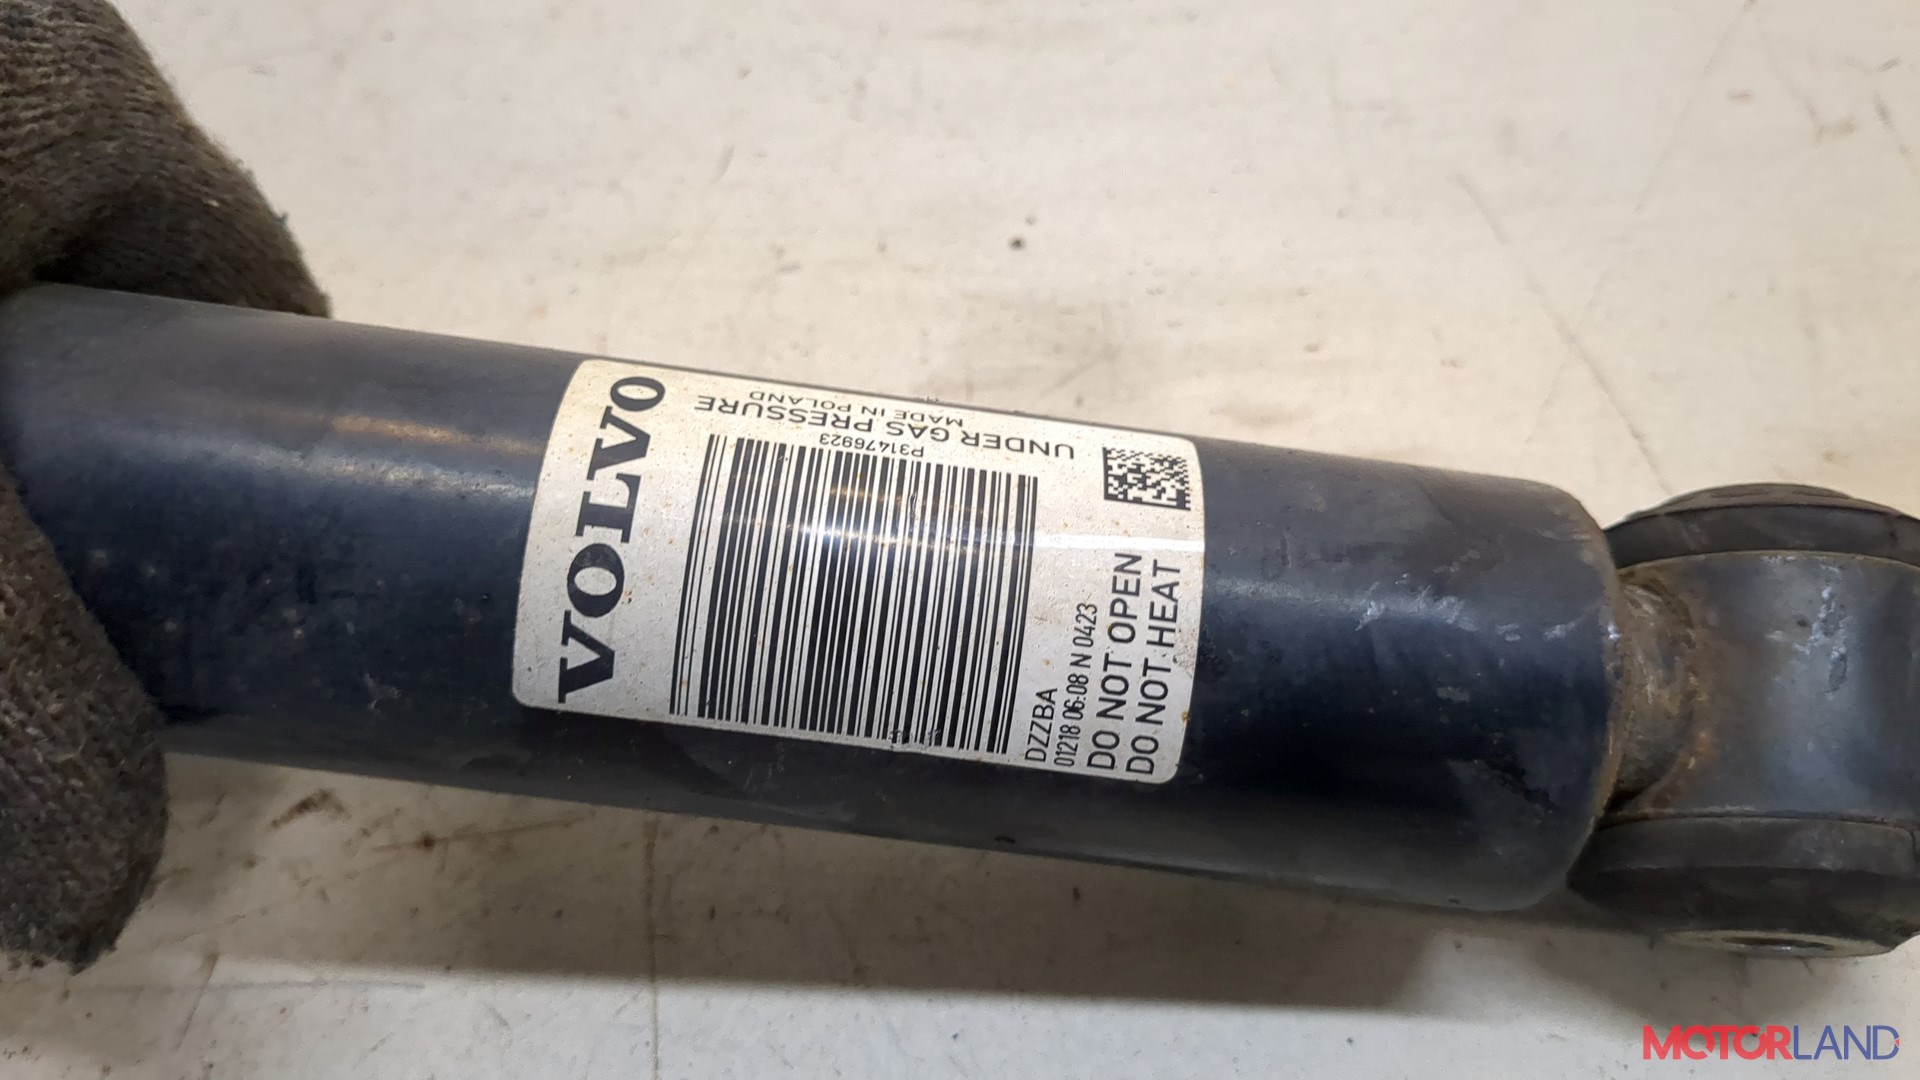 VOLVO
UNDER GAS PRESSURE
MADE IN POLAND
P31476923
DZZBA
01218 06:08 N 0423
DO NOT OPEN
DO NOT HEAT
MOTORLAND